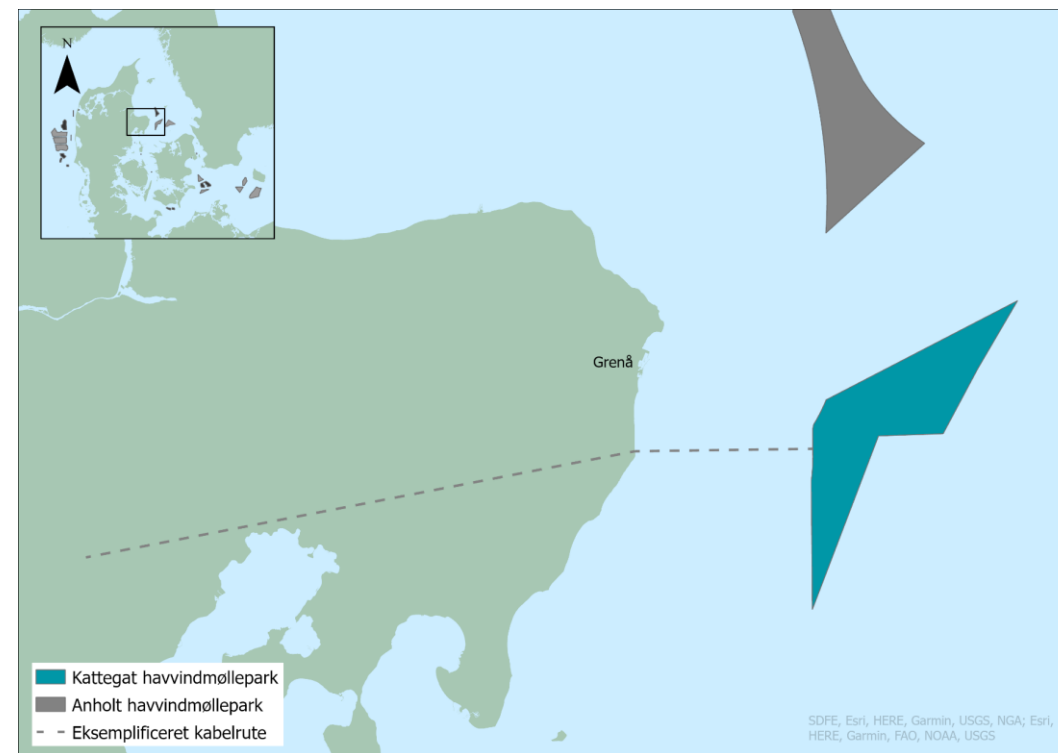 N
Grenå
Kattegat havvindmøllepark
Anholt havvindmøllepark
Eksemplificeret kabelrute
SDFE, Esri, HERE, Garmin, USGS, NGA; Esri,
HERE, Garmin, FAO, NOAA, USGS